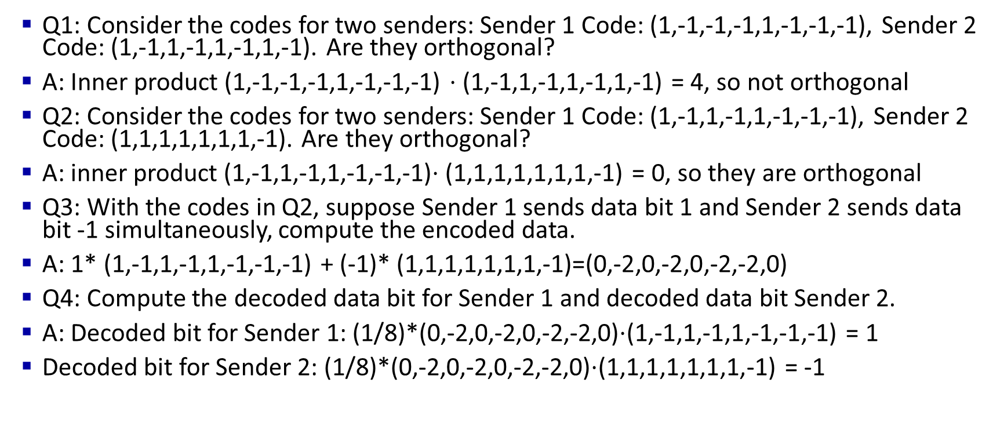 ▪ Q1: Consider the codes for two senders: Sender 1 Code: (1,-1,-1,-1,1,-1,-1,-1), Sender 2
Code: (1,-1,1,-1,1,-1,1,-1). Are they orthogonal?
▪ A: Inner product (1,-1,-1,-1,1,-1,-1,-1) · (1,-1,1,-1,1,-1,1,-1) = 4, so not orthogonal
▪ Q2: Consider the codes for two senders: Sender 1 Code: (1,-1,1,-1,1,-1,-1,-1), Sender 2
Code: (1,1,1,1,1,1,1,-1). Are they orthogonal?
▪ A: inner product (1,-1,1,-1,1,-1,-1,-1)· (1,1,1,1,1,1,1,-1) = 0, so they are orthogonal
▪ Q3: With the codes in Q2, suppose Sender 1 sends data bit 1 and Sender 2 sends data
bit -1 simultaneously, compute the encoded data.
▪ A: 1* (1,-1,1,-1,1,-1,-1,-1) + (-1)* (1,1,1,1,1,1,1,-1)=(0,-2,0,-2,0,-2,-2,0)
▪ Q4: Compute the decoded data bit for Sender 1 and decoded data bit Sender 2.
▪ A: Decoded bit for Sender 1: (1/8)*(0,-2,0,-2,0,-2,-2,0)·(1,-1,1,-1,1,-1,-1,-1) = 1
▪ Decoded bit for Sender 2: (1/8)*(0,-2,0,-2,0,-2,-2,0)·(1,1,1,1,1,1,1,-1) = -1